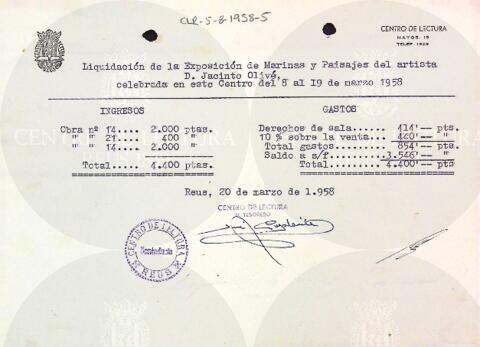 CLR-5-8-1958-5
CENTRO DE LECTURA
MAYOR, 15
TELEF. 1929
Liquidación de la Exposición de Marinas y Paisajes del artista
D. Jacinto Olivé,
celebrada en este Centro del 8 al 19 de marzo 1958
INGRESOS
Obra nº 14.... 2.000 ptas.
" " 21.... 400 "
" " 14.... 2.000 "
Total..... 4.400 ptas.
GASTOS
Derechos de sala...... 414'— pts.
10 % sobre la venta... 440'— "
Total gastos..... 854'— "
Saldo a s/f......3.546'— "
Total..........4.400'— pts
Reus, 20 de marzo de 1.958
CENTRO DE LECTURA
EL TESORERO
CENTRO DE LECTURA
REUS